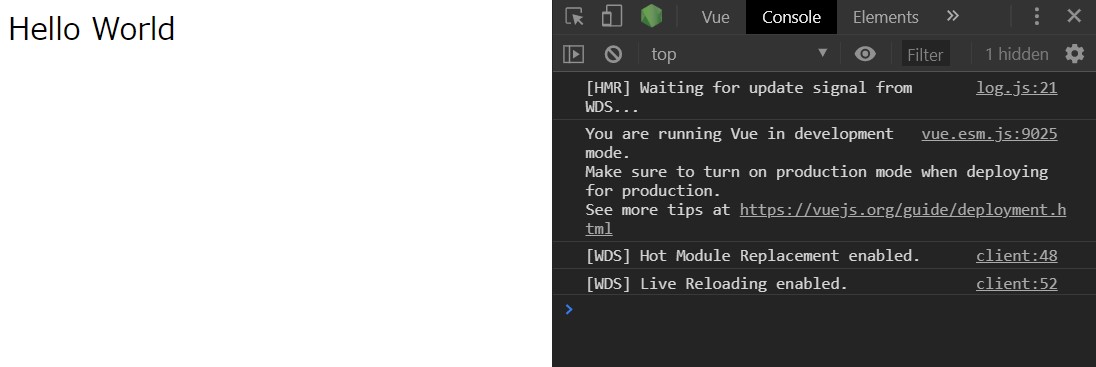 Hello World
Vue Console Elements »
top Filter 1 hidden
[HMR] Waiting for update signal from log.js:21
WDS...
You are running Vue in development vue.esm.js:9025
mode.
Make sure to turn on production mode when deploying
for production.
See more tips at https://vuejs.org/guide/deployment.h
tml
[WDS] Hot Module Replacement enabled. client:48
[WDS] Live Reloading enabled. client:52